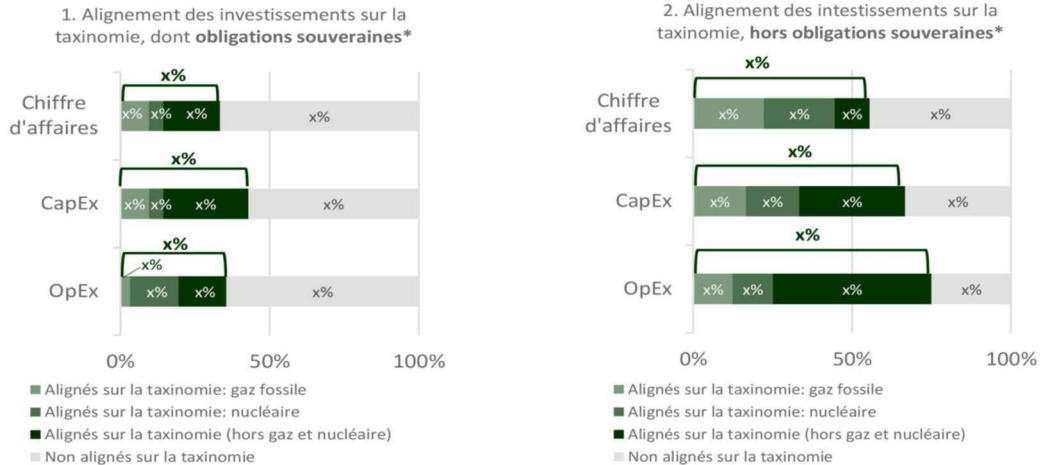 1. Alignement des investissements sur la
taxinomie, dont obligations souveraines*
x%
Chiffre
d'affaires
x% x% x% x%
x%
CapEx
x% x% x% x%
x%
x%
OpEx
x% x% x%
0% 50% 100%
Alignés sur la taxinomie: gaz fossile
Alignés sur la taxinomie: nucléaire
Alignés sur la taxinomie (hors gaz et nucléaire)
Non alignés sur la taxinomie
2. Alignement des intestissements sur la
taxinomie, hors obligations souveraines*
x%
Chiffre
d'affaires
x% x% x% x%
x%
CapEx
x% x% x% x%
x%
OpEx
x% x% x% x%
0% 50% 100%
Alignés sur la taxinomie: gaz fossile
Alignés sur la taxinomie: nucléaire
Alignés sur la taxinomie (hors gaz et nucléaire)
Non alignés sur la taxinomie